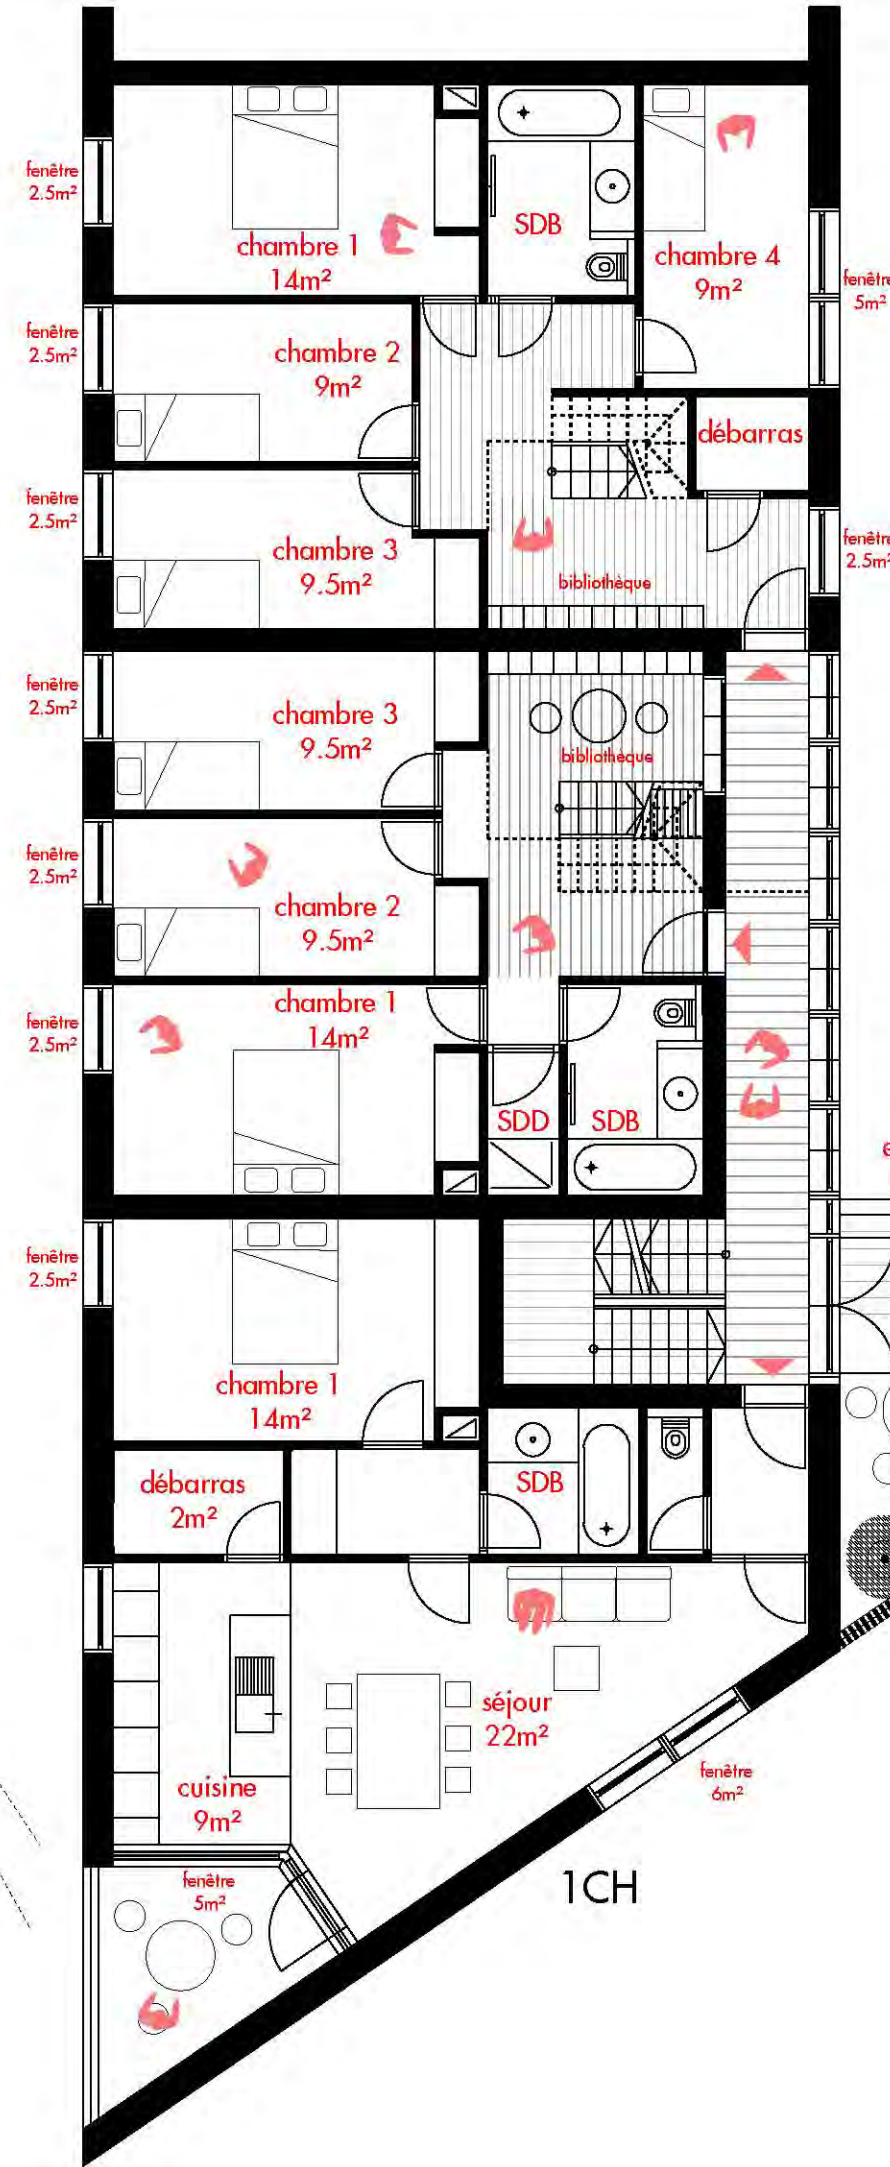 fenêtre
2.5m²
chambre 1
14m²
SDB
chambre 4
9m²
fenêtre
5m²
fenêtre
2.5m²
chambre 2
9m²
débarras
fenêtre
2.5m²
chambre 3
9.5m²
bibliothèque
fenêtre
2.5m²
fenêtre
2.5m²
chambre 3
9.5m²
bibliothèque
fenêtre
2.5m²
chambre 2
9.5m²
fenêtre
2.5m²
chambre 1
14m²
SDD
SDB
e
fenêtre
2.5m²
chambre 1
14m²
débarras
2m²
SDB
séjour
22m²
cuisine
9m²
fenêtre
6m²
fenêtre
5m²
1CH